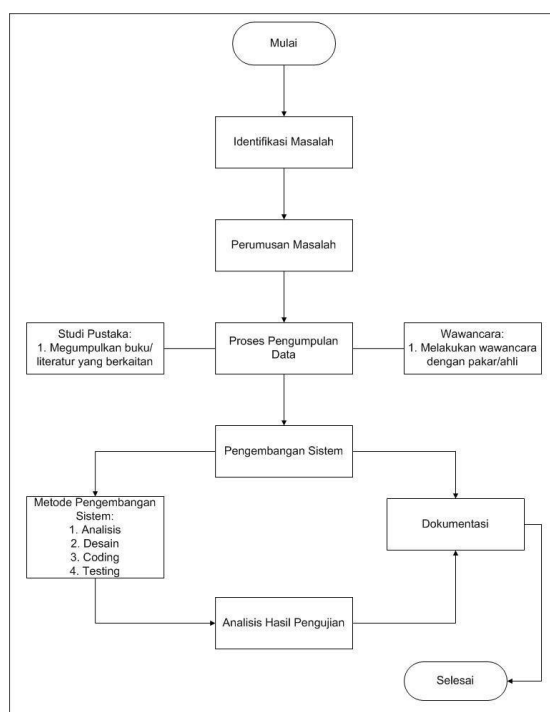 Mulai
Identifikasi Masalah
Perumusan Masalah
Studi Pustaka:
1. Megumpulkan buku/
literatur yang berkaitan
Proses Pengumpulan
Data
Wawancara:
1. Melakukan wawancara
dengan pakar/ahli
Pengembangan Sistem
Metode Pengembangan
Sistem:
1. Analisis
2. Desain
3. Coding
4. Testing
Dokumentasi
Analisis Hasil Pengujian
Selesai